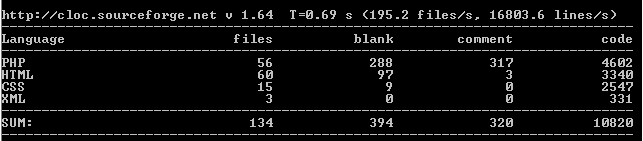 http://cloc.sourceforge.net v 1.64  T=0.69 s (195.2 files/s, 16803.6 lines/s)
Language files blank comment code
PHP 56 288 317 4602
HTML 60 97 3 3340
CSS 15 9 0 2547
XML 3 0 0 331
SUM: 134 394 320 10820